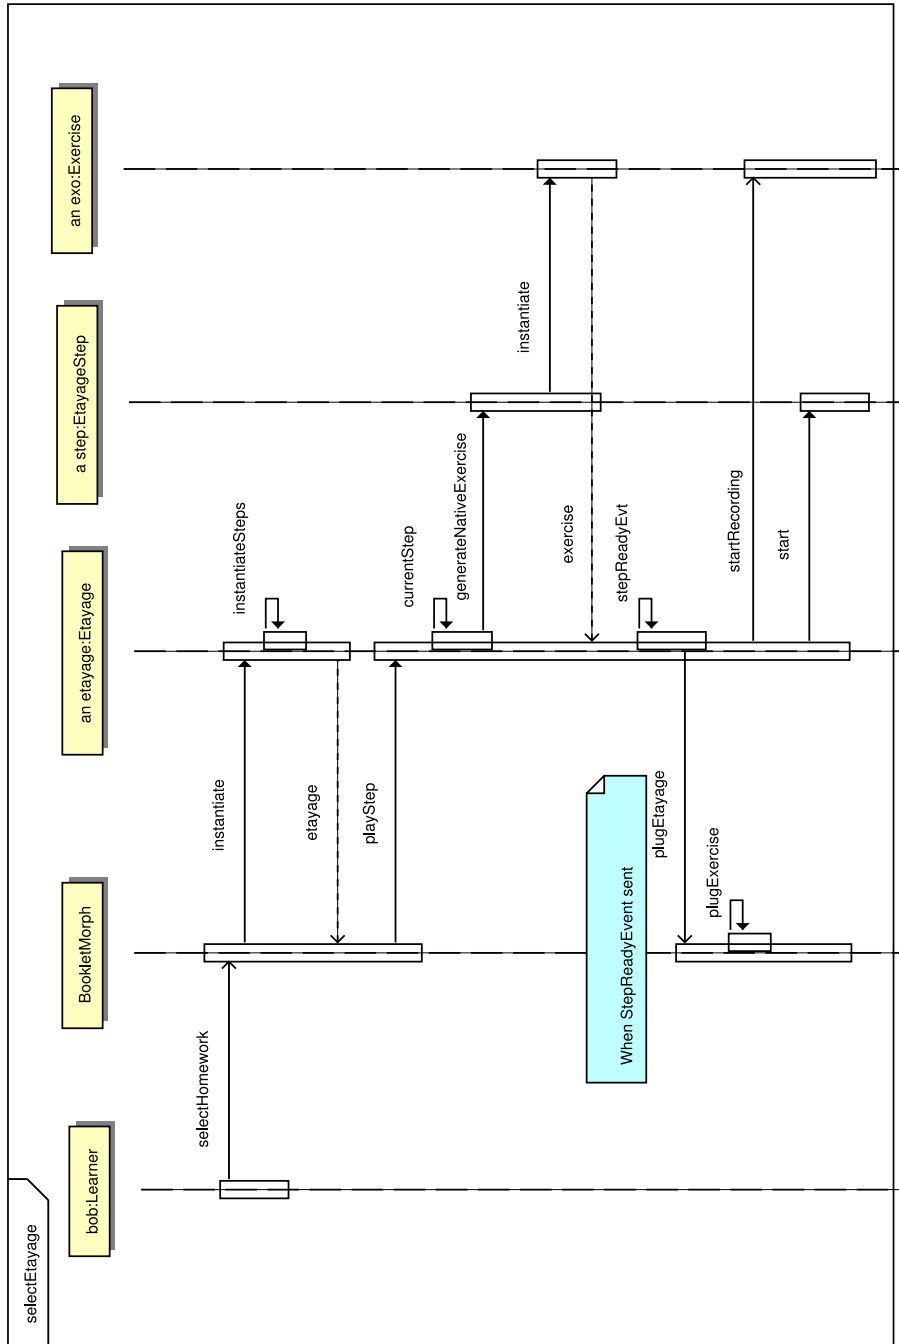 selectEtayage
bob:Learner
BookletMorph
an etayage:Etayage
a step:EtayageStep
an exo:Exercise
selectHomework
instantiate
instantiateSteps
etayage
playStep
currentStep
generateNativeExercise
instantiate
exercise
stepReadyEvt
When StepReadyEvent sent
plugEtayage
plugExercise
startRecording
start